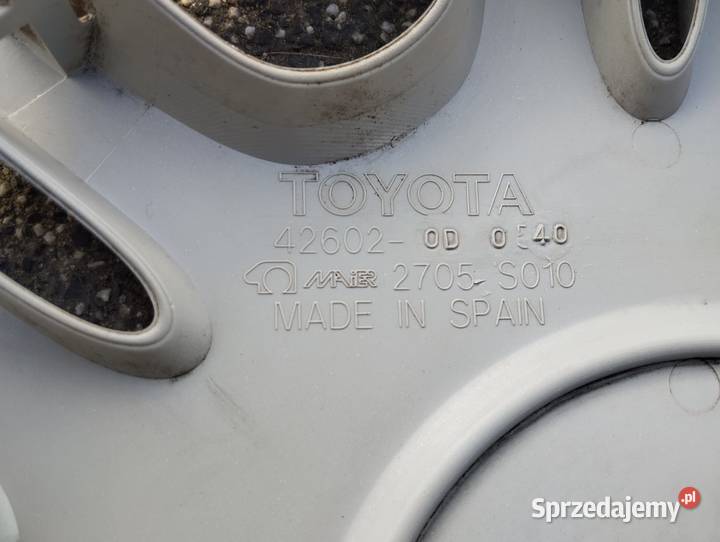 TOYOTA
42602- 0D 0540
MAIER 2705 S010
MADE IN SPAIN
Sprzedajemy.pl